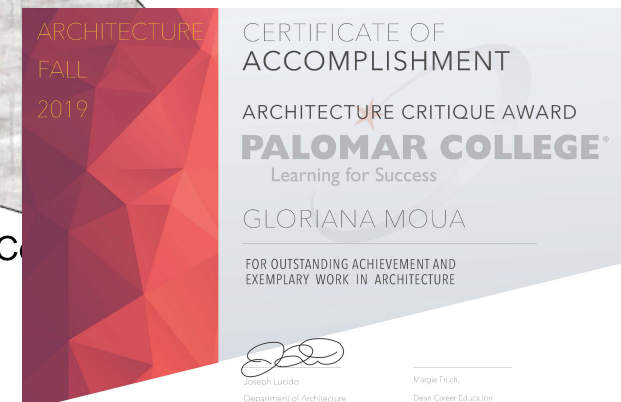 ARCHITECTURE
FALL
2019
CERTIFICATE OF
ACCOMPLISHMENT
ARCHITECTURE CRITIQUE AWARD
PALOMAR COLLEGE®
Learning for Success
GLORIANA MOUA
FOR OUTSTANDING ACHIEVEMENT AND
EXEMPLARY WORK IN ARCHITECTURE
Joseph Lucido
Department of Architecture
Margie
Dean Career Education